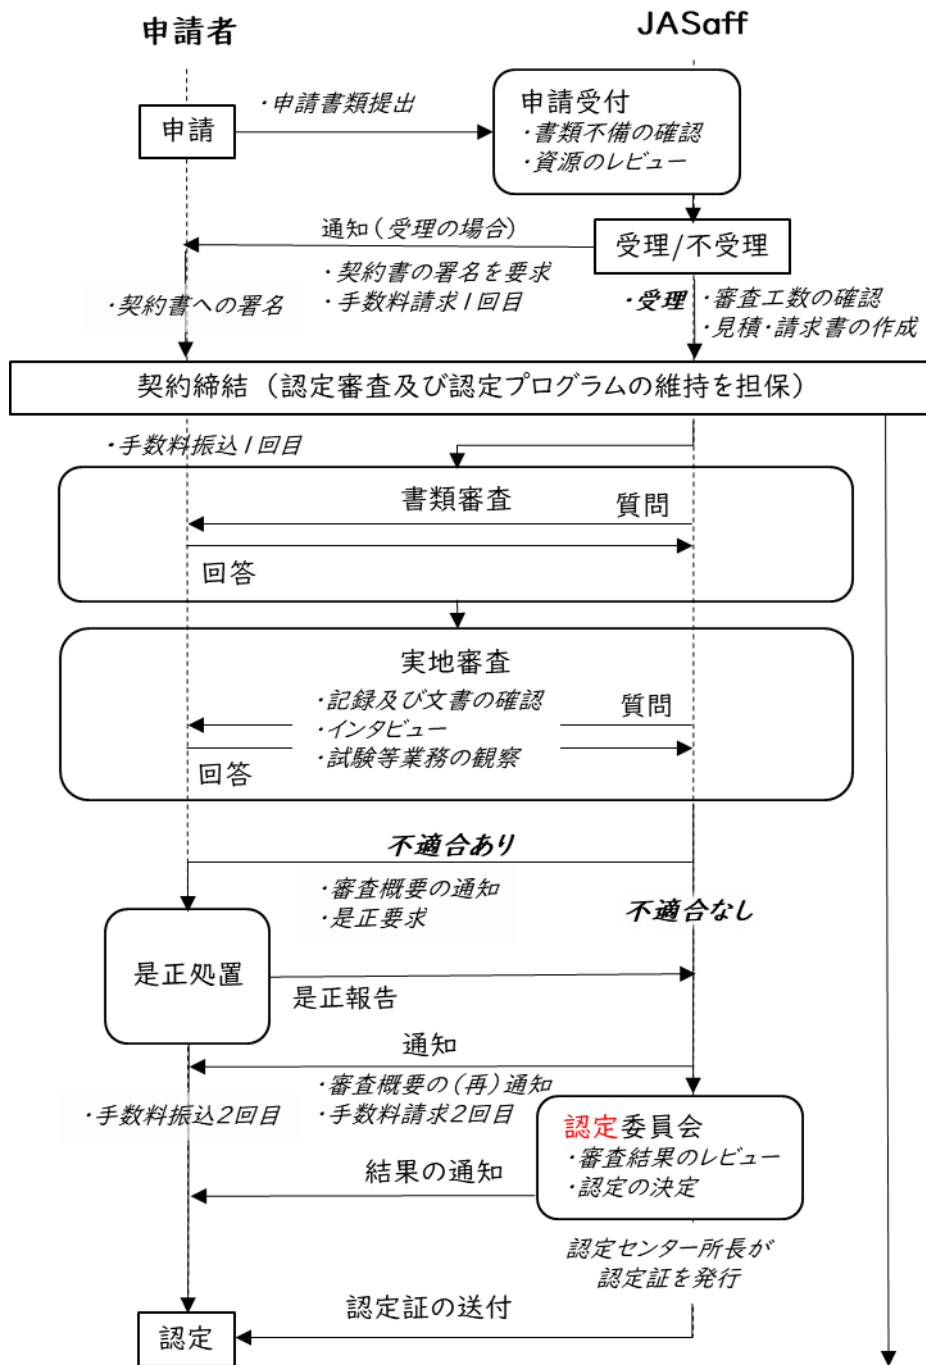 申請者
JASaff
申請
・申請書類提出
申請受付
・書類不備の確認
・資源のレビュー
通知(受理の場合)
受理/不受理
・契約書の署名を要求
・手数料請求1回目
・契約書への署名
・受理
・審査工数の確認
・見積・請求書の作成
契約締結 (認定審査及び認定プログラムの維持を担保)
・手数料振込1回目
書類審査
質問
回答
実地審査
・記録及び文書の確認
・インタビュー
・試験等業務の観察
質問
回答
不適合あり
・審査概要の通知
・是正要求
不適合なし
是正処置
是正報告
通知
・審査概要の(再)通知
・手数料請求2回目
・手数料振込2回目
認定委員会
・審査結果のレビュー
・認定の決定
結果の通知
認定センター所長が
認定証を発行
認定証の送付
認定